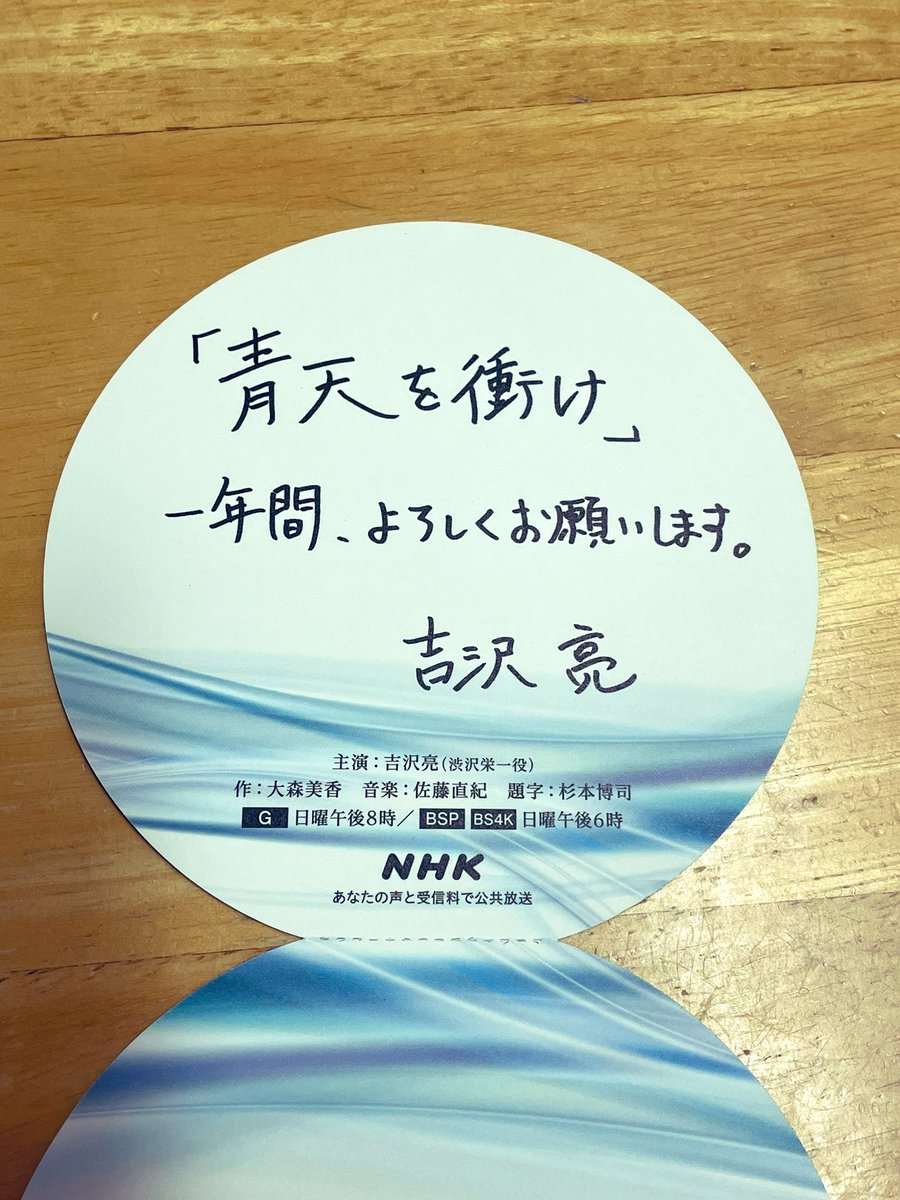 「青天を衝け」
一年間、よろしくお願いします。
吉沢 亮
主演：吉沢亮（渋沢栄一役）
作：大森美香　音楽：佐藤直紀　題字：杉本博司
G 日曜午後8時／ BSP BS4K 日曜午後6時
NHK
あなたの声と受信料で公共放送